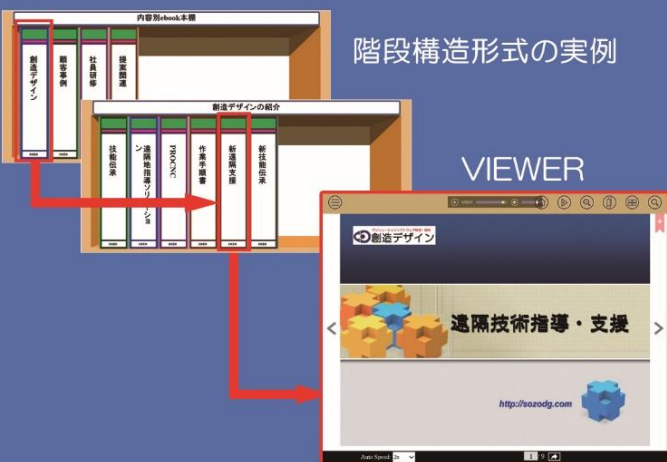 内容別ebook本棚
創造デザイン
顧客事例
社員研修
提案関連
階段構造形式の実例
創造デザインの紹介
技能伝承
遠隔地指導ソリューション
PROCINC
作業手順書
新遠隔支援
新技能伝承
VIEWER
創造デザイン
遠隔技術指導・支援
http://sozodg.com
Auto Speed: 2s
1 / 9